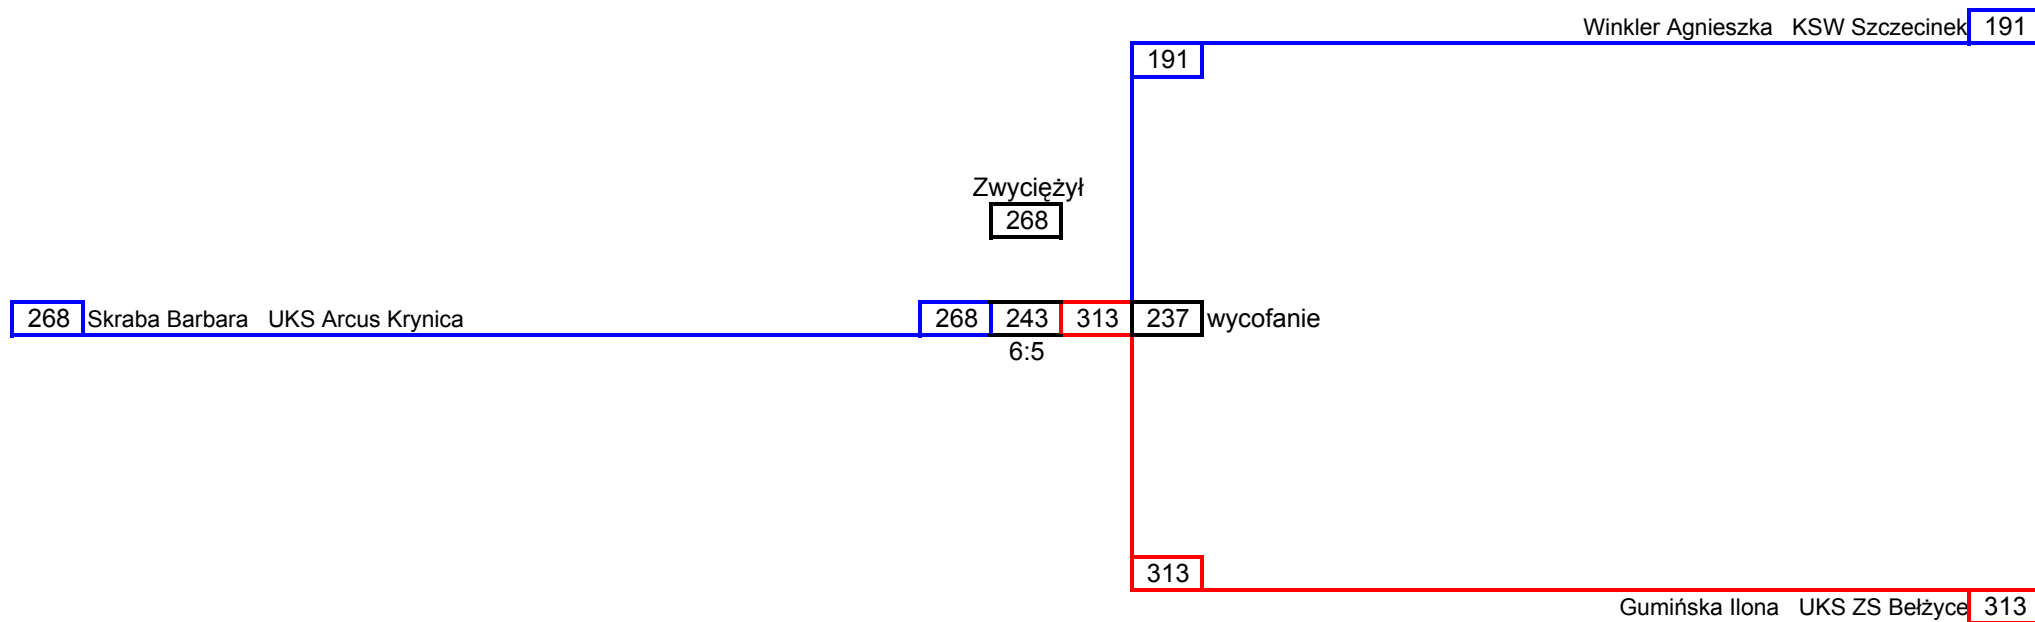 Winkler Agnieszka KSW Szczecinek 191
191
Zwyciężył
268
268 Skraba Barbara UKS Arcus Krynica 268 243 313 237 wycofanie
6:5
313
Gumińska Ilona UKS ZS Bełżyce 313